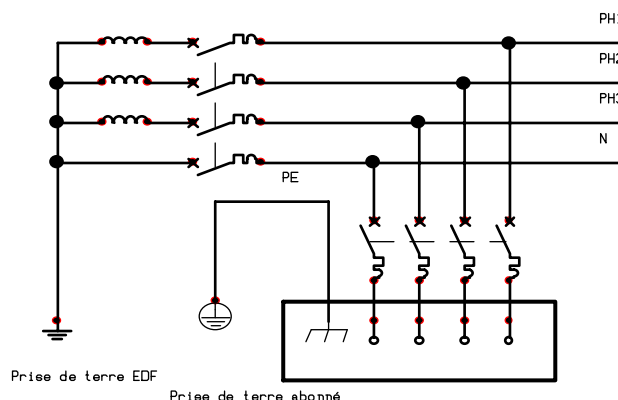 PH1
PH2
PH3
N
PE
Prise de terre EDF
Prise de terre abonné